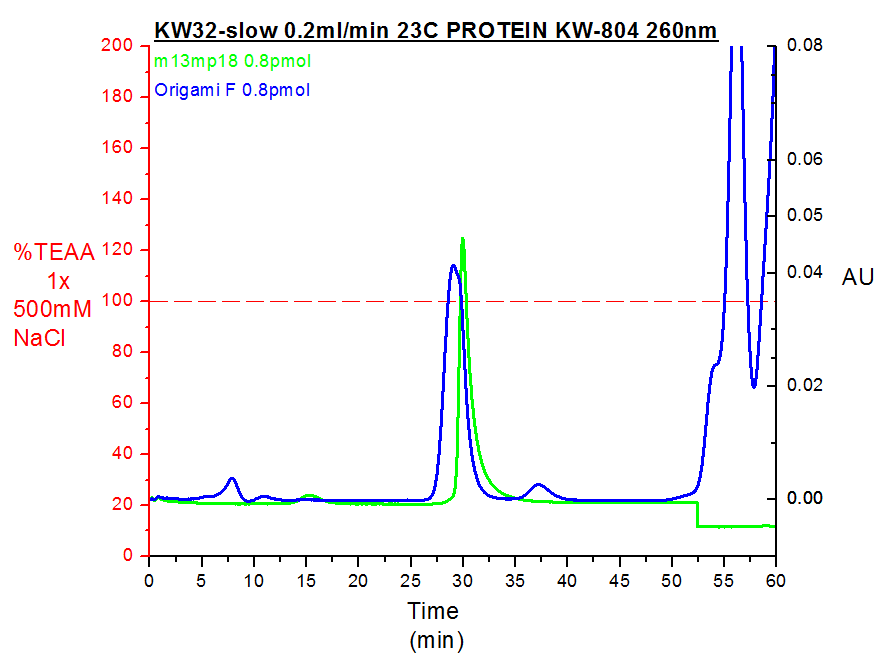 KW32-slow 0.2ml/min 23C PROTEIN KW-804 260nm
m13mp18 0.8pmol
Origami F 0.8pmol
200
180
160
140
120
100
80
60
40
20
0
%TEAA
1x
500mM
NaCl
0.08
0.06
0.05
0.04
0.02
0.00
AU
0 5 10 15 20 25 30 35 40 45 50 55 60
Time
(min)